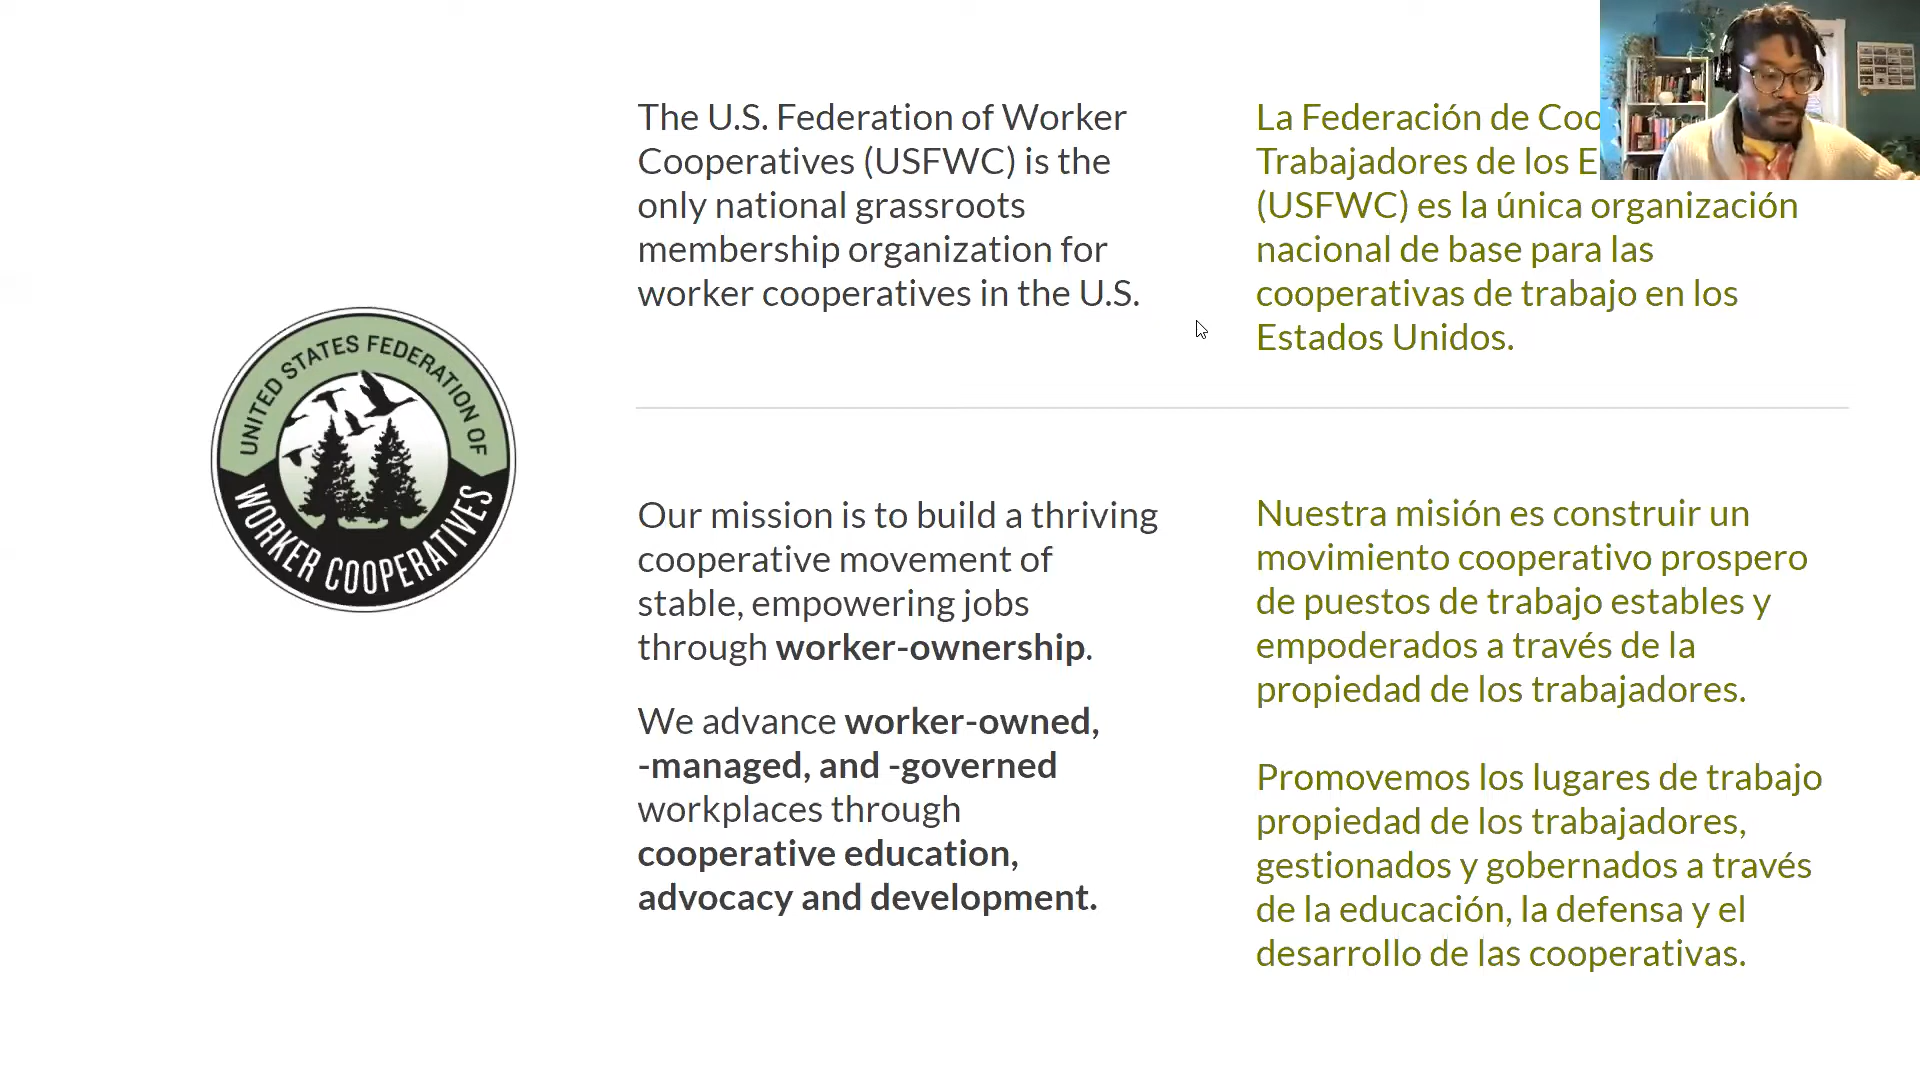 UNITED STATES FEDERATION OF
WORKER COOPERATIVES
The U.S. Federation of Worker
Cooperatives (USFWC) is the
only national grassroots
membership organization for
worker cooperatives in the U.S.
La Federación de
Trabajadores de los
(USFWC) es la única organización
nacional de base para las
cooperativas de trabajo en los
Estados Unidos.
Our mission is to build a thriving
cooperative movement of
stable, empowering jobs
through worker-ownership.
We advance worker-owned,
-managed, and -governed
workplaces through
cooperative education,
advocacy and development.
Nuestra misión es construir un
movimiento cooperativo prospero
de puestos de trabajo estables y
empoderados a través de la
propiedad de los trabajadores.
Promovemos los lugares de trabajo
propiedad de los trabajadores,
gestionados y gobernados a través
de la educación, la defensa y el
desarrollo de las cooperativas.